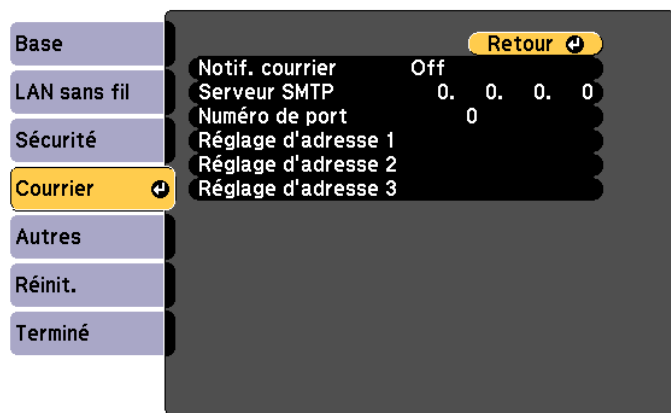 Base
LAN sans fil
Sécurité
Courrier
Autres
Réinit.
Terminé
Retour
Notif. courrier Off
Serveur SMTP 0. 0. 0. 0
Numéro de port 0
Réglage d'adresse 1
Réglage d'adresse 2
Réglage d'adresse 3